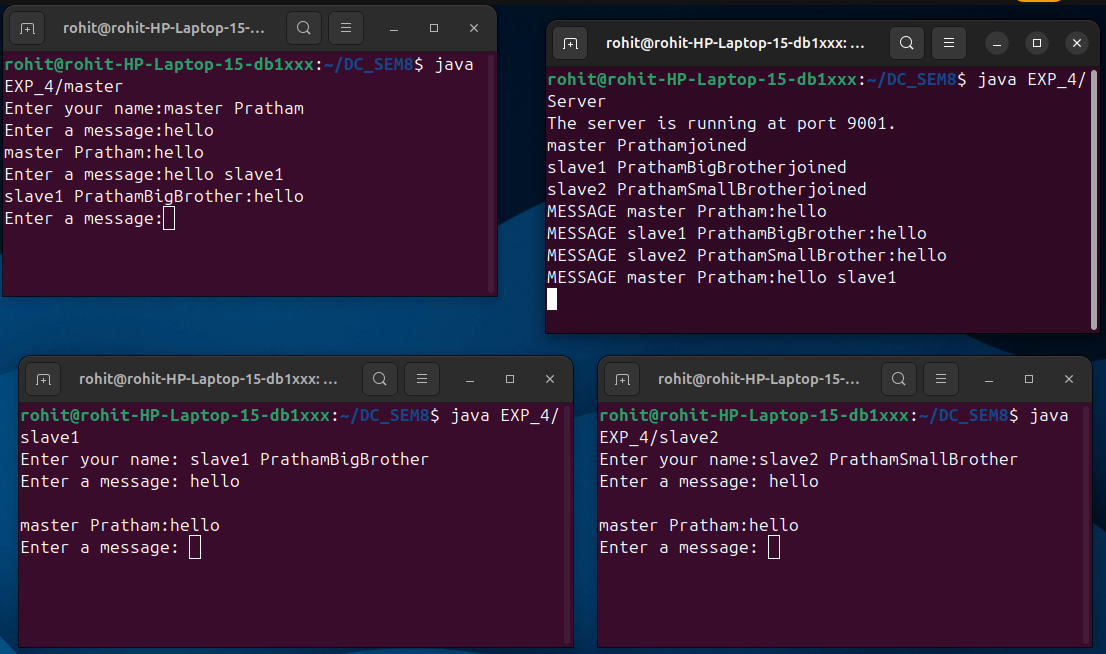 rohit@rohit-HP-Laptop-15-...
rohit@rohit-HP-Laptop-15-db1xxx:~/DC_SEM8$ java
EXP_4/master
Enter your name:master Pratham
Enter a message:hello
master Pratham:hello
Enter a message:hello slave1
slave1 PrathamBigBrother:hello
Enter a message:
rohit@rohit-HP-Laptop-15-db1xxx: ...
rohit@rohit-HP-Laptop-15-db1xxx:~/DC_SEM8$ java EXP_4/
Server
The server is running at port 9001.
master Prathamjoined
slave1 PrathamBigBrotherjoined
slave2 PrathamSmallBrotherjoined
MESSAGE master Pratham:hello
MESSAGE slave1 PrathamBigBrother:hello
MESSAGE slave2 PrathamSmallBrother:hello
MESSAGE master Pratham:hello slave1
rohit@rohit-HP-Laptop-15-db1xxx: ...
rohit@rohit-HP-Laptop-15-db1xxx:~/DC_SEM8$ java EXP_4/
slave1
Enter your name: slave1 PrathamBigBrother
Enter a message: hello
master Pratham:hello
Enter a message:
rohit@rohit-HP-Laptop-15-...
rohit@rohit-HP-Laptop-15-db1xxx:~/DC_SEM8$ java
EXP_4/slave2
Enter your name:slave2 PrathamSmallBrother
Enter a message: hello
master Pratham:hello
Enter a message: